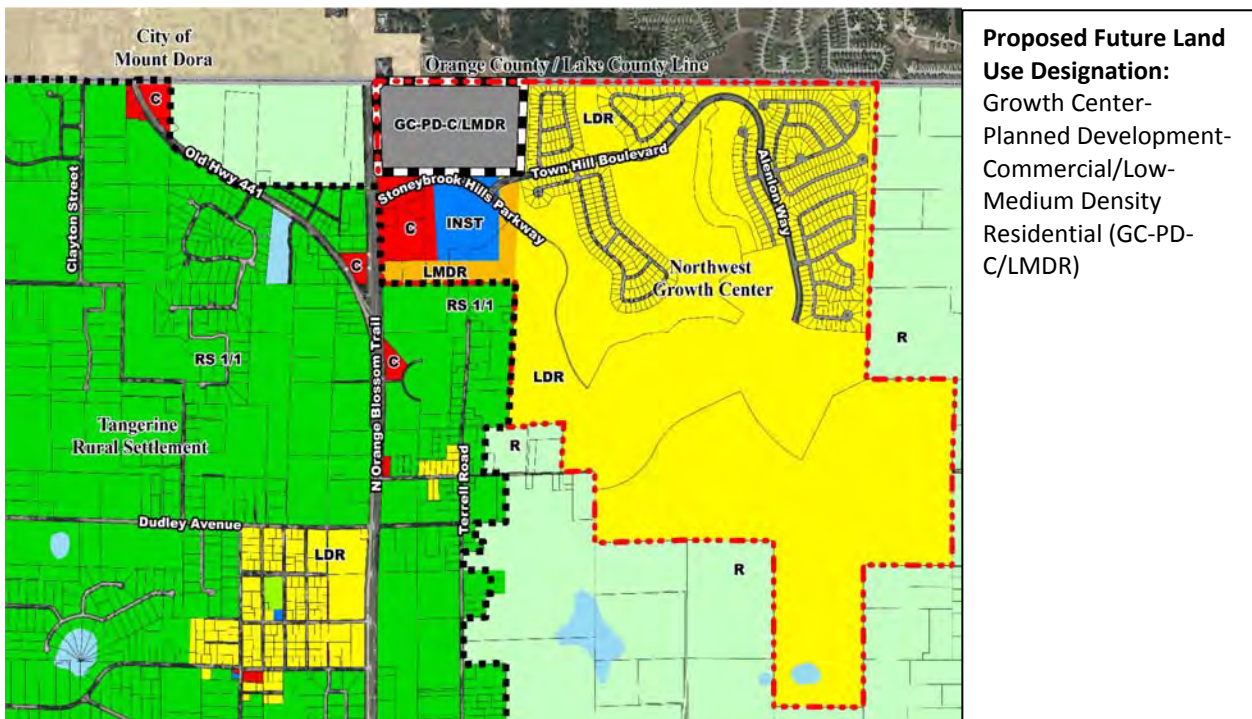 City of
Mount Dora
Orange County / Lake County Line
C
GC-PD-C/LMDR
LDR
Town Hill Boulevard
Alenlon Way
Old Hwy 441
Clayton Street
Stoneybrook Hills Parkway
C
INST
C
LMDR
Northwest
Growth Center
RS 1/1
RS 1/1
C
R
LDR
N Orange Blossom Trail
Tangerine
Rural Settlement
R
Terrell Road
Dudley Avenue
LDR
R
Proposed Future Land
Use Designation:
Growth Center-
Planned Development-
Commercial/Low-
Medium Density
Residential (GC-PD-
C/LMDR)